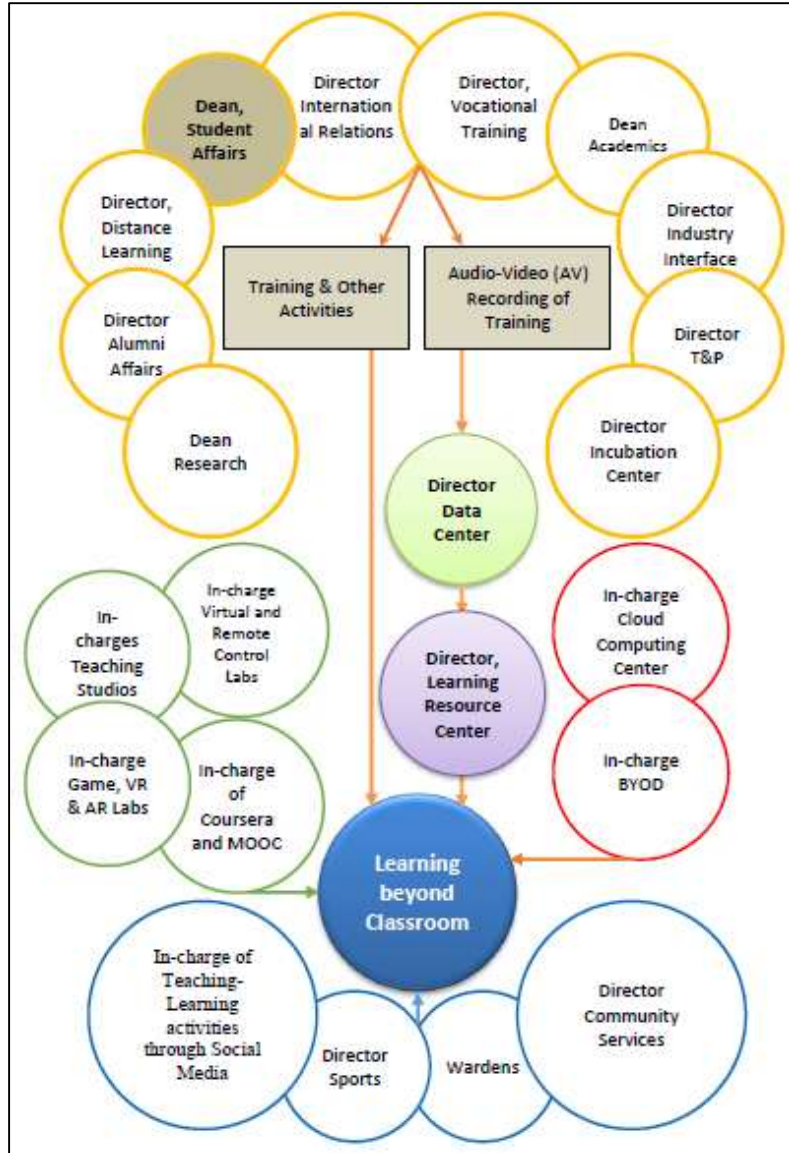 Dean,
Student
Affairs
Director
Internation
al Relations
Director,
Vocational
Training
Dean
Academics
Director,
Distance
Learning
Director
Industry
Interface
Training & Other
Activities
Audio-Video (AV)
Recording of
Training
Director
Alumni
Affairs
Director
T&P
Dean
Research
Director
Incubation
Center
Director
Data
Center
In-
charges
Teaching
Studios
In-charge
Virtual and
Remote
Control
Labs
Director,
Learning
Resource
Center
In-charge
Cloud
Computing
Center
In-charge
Game, VR
& AR Labs
In-charge
of
Coursera
and MOOC
In-charge
BYOD
Learning
beyond
Classroom
In-charge of
Teaching-
Learning
activities
through Social
Media
Director
Sports
Wardens
Director
Community
Services